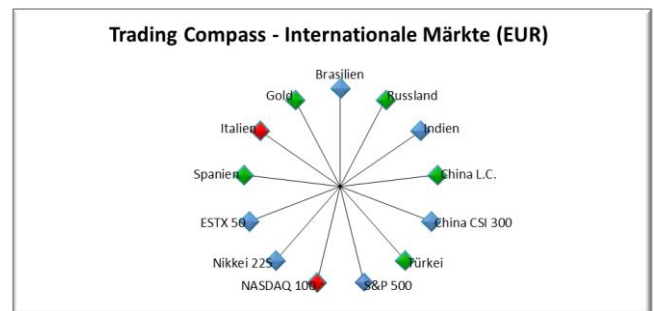 Trading Compass - Internationale Märkte (EUR)
Brasilien
Gold
Russland
Italien
Indien
Spanien
China L.C.
ESTX 50
China CSI 300
Nikkei 225
Türkei
NASDAQ 100
S&P 500